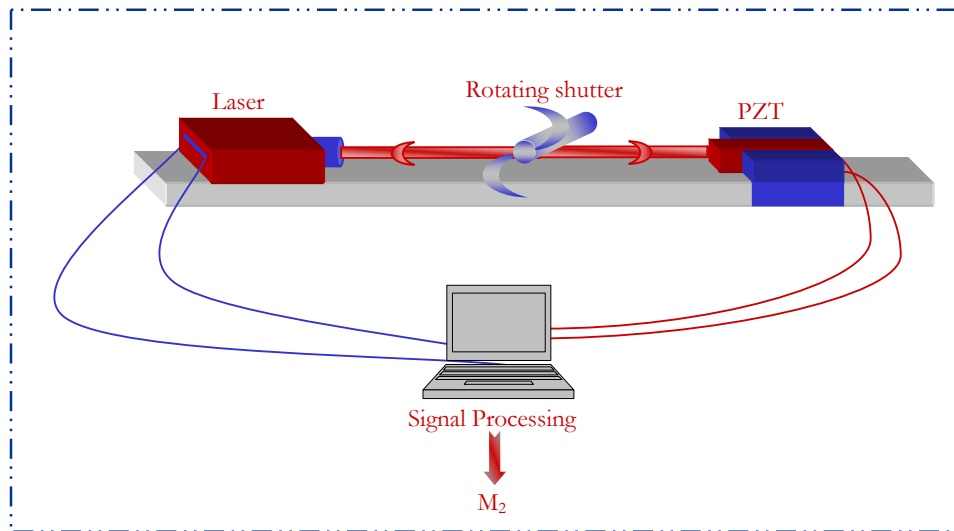 Rotating shutter
Laser
PZT
Signal Processing
M₂